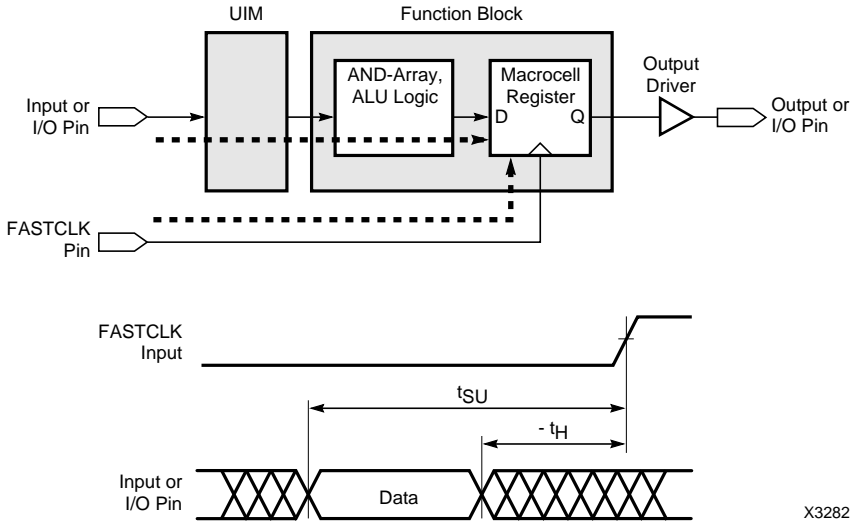 UIM
Function Block
AND-Array,
ALU Logic
Macrocell
Register
D
Q
Output
Driver
Input or
I/O Pin
Output or
I/O Pin
FASTCLK
Pin
FASTCLK
Input
tSU
- tH
Input or
I/O Pin
Data
X3282